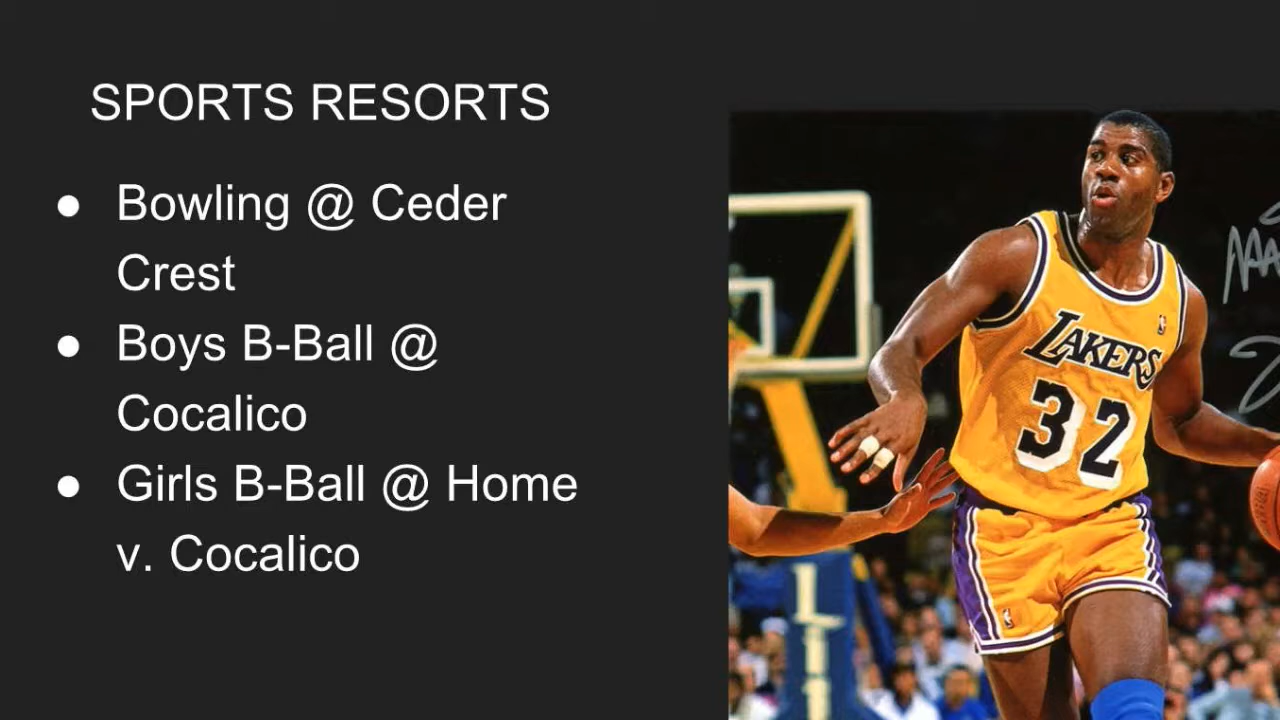 SPORTS RESORTS
● Bowling @ Ceder
Crest
● Boys B-Ball @
Cocalico
● Girls B-Ball @ Home
v. Cocalico
LAKERS
32